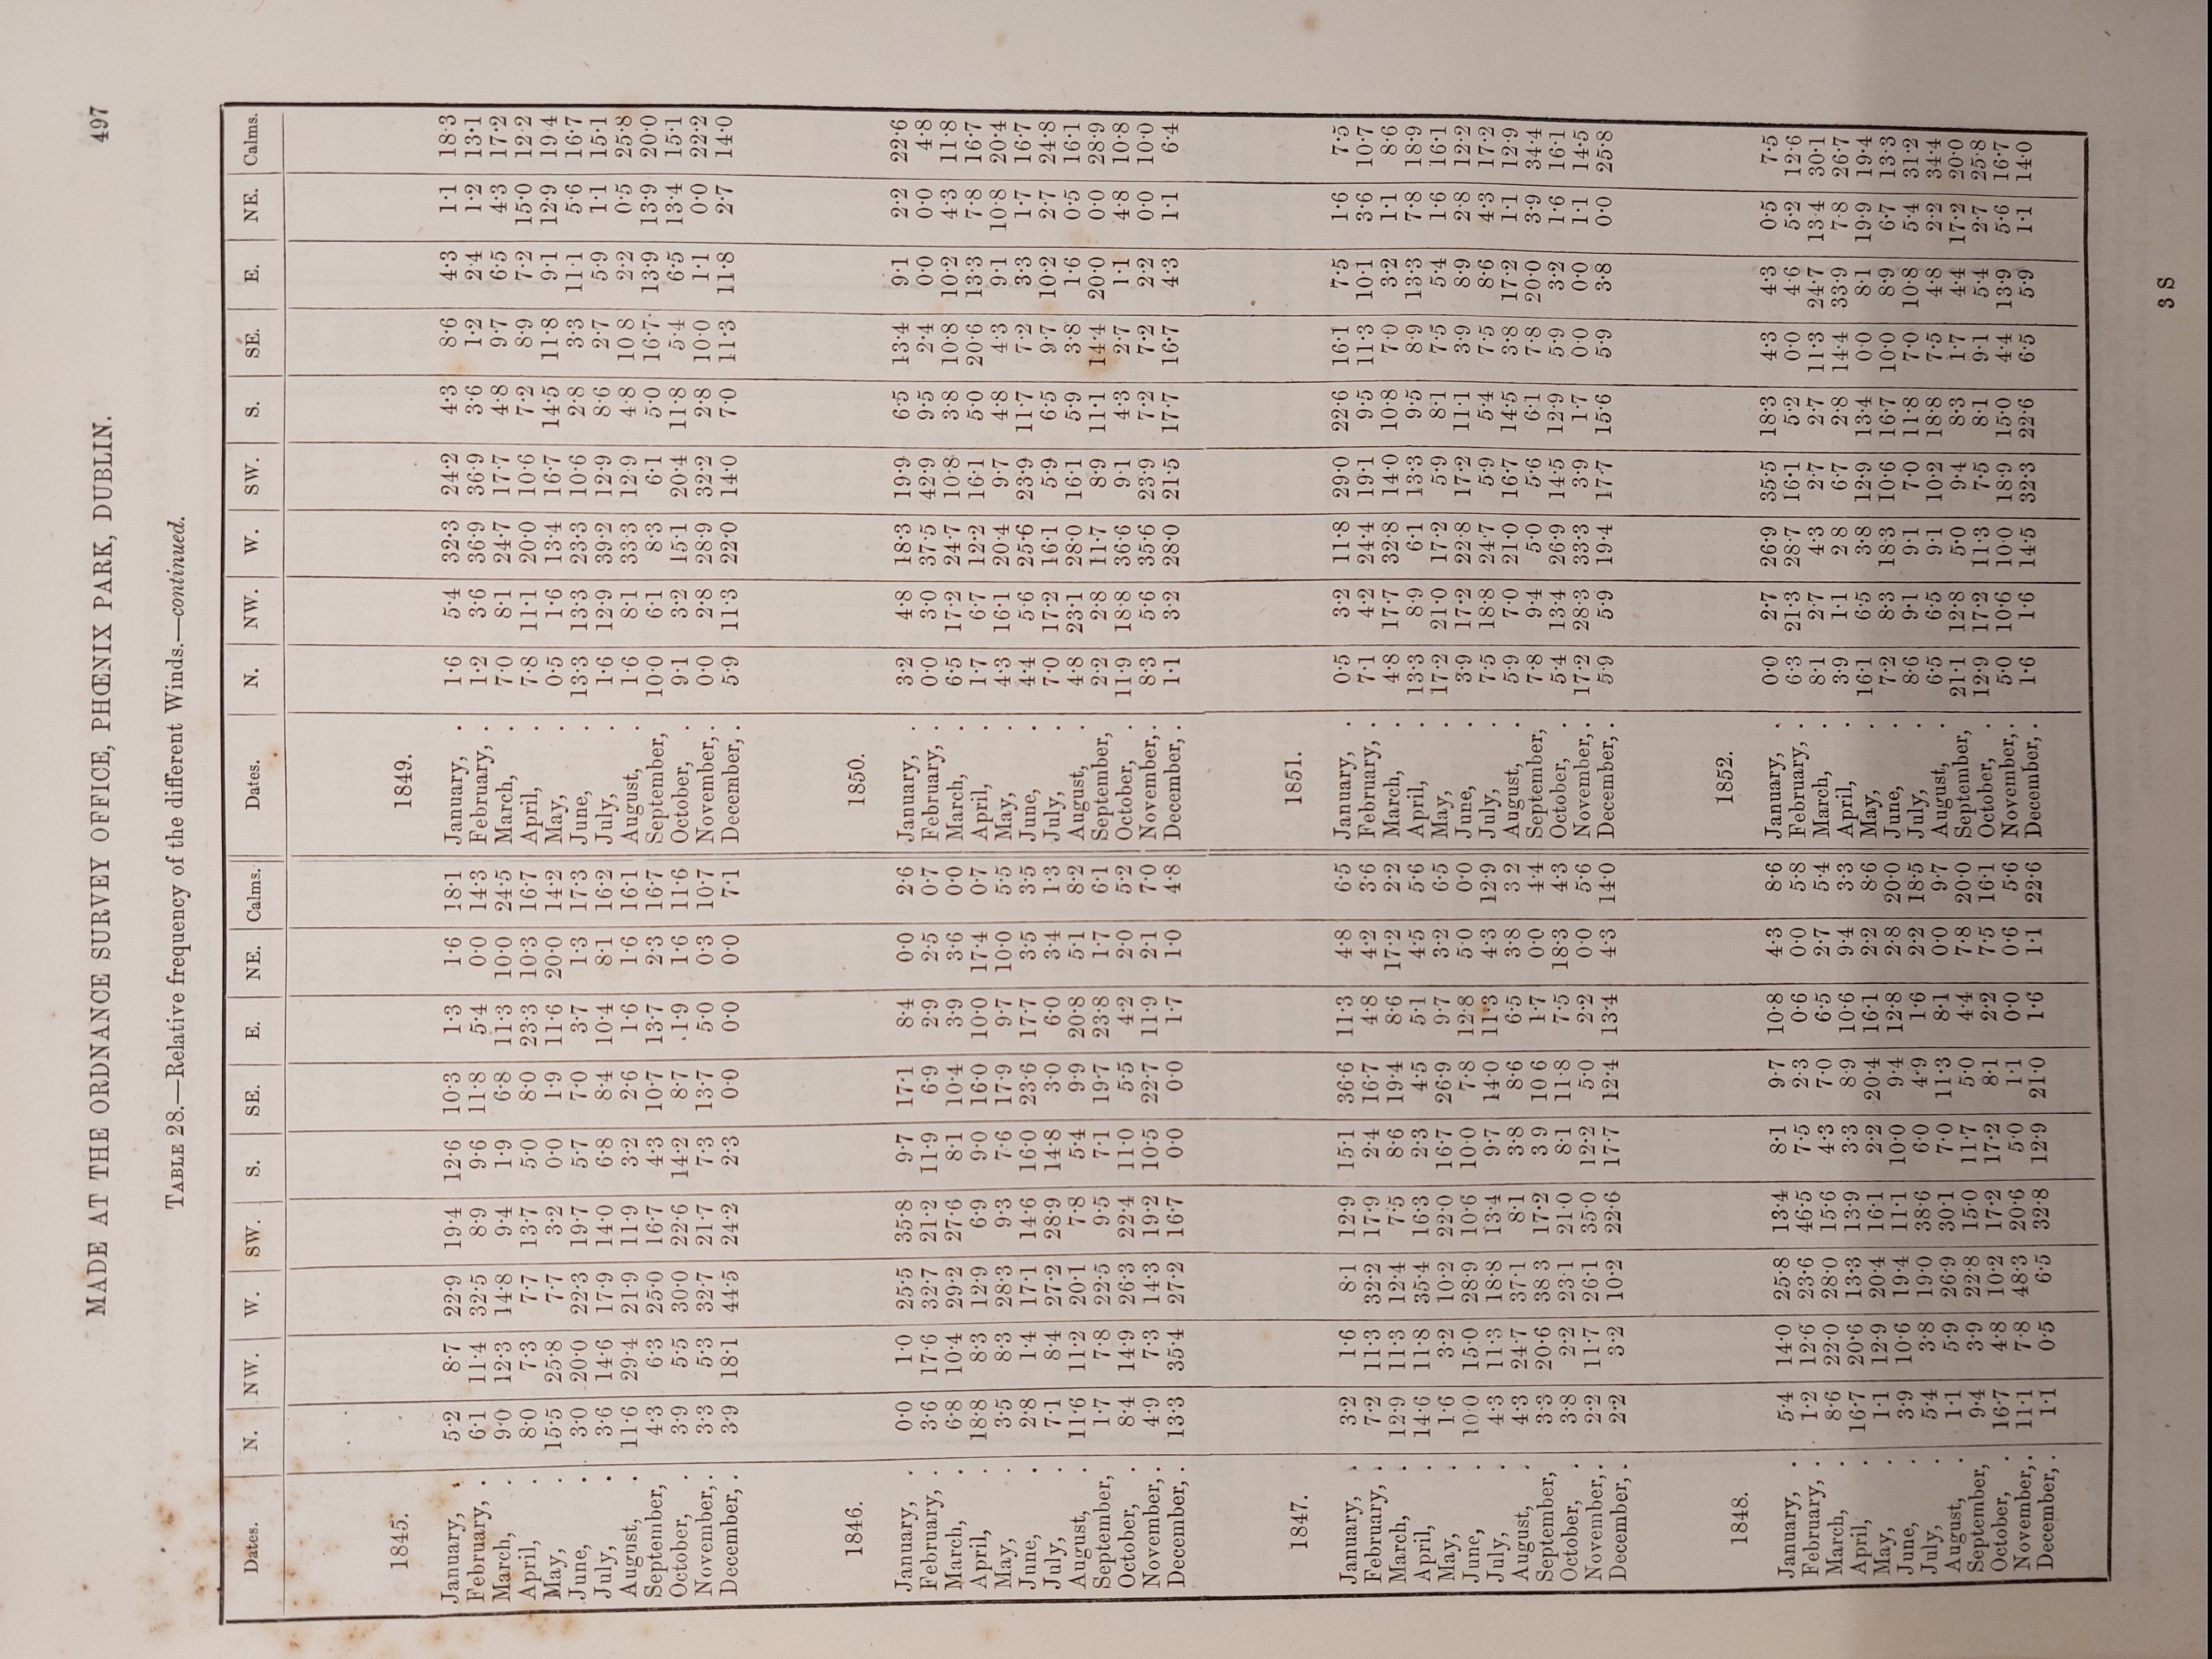 MADE AT THE ORDNANCE SURVEY OFFICE, PHŒNIX PARK, DUBLIN. 497
TABLE 28.—Relative frequency of the different Winds.—continued.
Dates. N. NW. W. SW. S. SE. E. NE. Calms. Dates. N. NW. W. SW. S. SE. E. NE. Calms.
1845. 1849.
January, . 5·2 8·7 22·9 19·4 12·6 10·3 1·3 1·6 18·1 January, . 1·6 5·4 32·3 24·2 4·3 8·6 4·3 1·1 18·3
February, . 6·1 11·4 32·5 8·9 9·6 11·8 5·4 0·0 14·3 February, . 1·2 3·6 36·9 36·9 3·6 1·2 2·4 1·2 13·1
March, . 9·0 12·3 14·8 9·4 1·9 6·8 11·3 10·0 24·5 March, . 7·0 8·1 24·7 17·7 4·8 9·7 6·5 4·3 17·2
April, . 8·0 7·3 7·7 13·7 5·0 8·0 23·3 10·3 16·7 April, . 7·8 11·1 20·0 10·6 7·2 8·9 7·2 15·0 12·2
May, . 15·5 25·8 7·7 3·2 0·0 1·9 11·6 20·0 14·2 May, . 0·5 1·6 13·4 16·7 14·5 11·8 9·1 12·9 19 4
June, . 3·0 20·0 22·3 19·7 5·7 7·0 3·7 1·3 17·3 June, . 13·3 13·3 23·3 10·6 2·8 3·3 11·1 5·6 16·7
July, . 3·6 14·6 17·9 14·0 6·8 8·4 10·4 8·1 16·2 July, . 1·6 12·9 39·2 12·9 8·6 2·7 5·9 1·1 15·1
August, . 11·6 29·4 21·9 11·9 3·2 2·6 1·6 1·6 16·1 August, . 1·6 8·1 33·3 12·9 4·8 10 8 2·2 0·5 25·8
September, 4·3 6·3 25·0 16·7 4·3 10·7 13·7 2·3 16·7 September, 10·0 6·1 8·3 6·1 5·0 16·7 13·9 13·9 20·0
October, . 3·9 5·5 30·0 22·6 14·2 8·7 1·9 1·6 11·6 October, . 9·1 3·2 15·1 20·4 11·8 5·4 6·5 13·4 15·1
November, . 3·3 5·3 32·7 21·7 7·3 13·7 5·0 0·3 10·7 November, . 0·0 2·8 28·9 32·2 2·8 10·0 1·1 0·0 22·2
December, . 3·9 18·1 44·5 24·2 2·3 0·0 0·0 0·0 7·1 December, . 5·9 11·3 22·0 14·0 7·0 11·3 11·8 2·7 14·0
1846. 1850.
January, . 0·0 1·0 25·5 35·8 9·7 17·1 8·4 0·0 2·6 January, . 3·2 4·8 18·3 19·9 6·5 13·4 9·1 2·2 22·6
February, . 3·6 17·6 32·7 21·2 11·9 6·9 2·9 2·5 0·7 February, . 0·0 3·0 37·5 42·9 9·5 2·4 0·0 0·0 4·8
March, . 6·8 10·4 29·2 27·6 8·1 10·4 3·9 3·6 0·0 March, . 6·5 17·2 24·7 10·8 3·8 10·8 10·2 4·3 11·8
April, . 18·8 8·3 12·9 6·9 9·0 16·0 10·0 17·4 0·7 April, . 1·7 6·7 12·2 16·1 5·0 20·6 13·3 7·8 16·7
May, . 3·5 8·3 28·3 9·3 7·6 17·9 9·7 10·0 5·5 May, . 4·3 16·1 20·4 9·7 4·8 4·3 9·1 10·8 20·4
June, . 2·8 1·4 17·1 14·6 16·0 23·6 17·7 3·5 3·5 June, . 4·4 5·6 25·6 23·9 11·7 7·2 3·3 1·7 16·7
July, . 7·1 8·4 27·2 28·9 14·8 3·0 6·0 3·4 1·3 July, . 7·0 17·2 16·1 5·9 6·5 9·7 10·2 2·7 24·8
August, . 11·6 11·2 20·1 7·8 5·4 9·9 20·8 5·1 8·2 August, . 4·8 23·1 28·0 16·1 5·9 3·8 1·6 0·5 16·1
September, 1·7 7·8 22·5 9·5 7·1 19·7 23·8 1·7 6·1 September, 2·2 2·8 11·7 8·9 11·1 14·4 20·0 0·0 28·9
October, . 8·4 14·9 26·3 22·4 11·0 5·5 4·2 2·0 5·2 October, . 11·9 18·8 36·6 9·1 4·3 2·7 1·1 4·8 10·8
November, . 4·9 7·3 14·3 19·2 10·5 22·7 11·9 2·1 7·0 November, . 8·3 5·6 35·6 23·9 7·2 7·2 2·2 0·0 10·0
December, . 13·3 35·4 27·2 16·7 0·0 0·0 1·7 1·0 4·8 December, . 1·1 3·2 28·0 21·5 17·7 16·7 4·3 1·1 6·4
1847. 1851.
January, . 3·2 1·6 8·1 12·9 15·1 36·6 11·3 4·8 6·5 January, . 0·5 3·2 11·8 29·0 22·6 16·1 7·5 1·6 7·5
February, . 7·2 11·3 32·2 17·9 2·4 16·7 4·8 4·2 3·6 February, . 7·1 4·2 24·4 19·1 9·5 11·3 10·1 3·6 10·7
March, . 12·9 11·3 12·4 7·5 8·6 19·4 8·6 17·2 2·2 March, . 4·8 17·7 32·8 14·0 10·8 7·0 3·2 1·1 8·6
April, . 14·6 11·8 35·4 16·3 2·3 4·5 5·1 4·5 5·6 April, . 13·3 8·9 6·1 13·3 9·5 8·9 13·3 7·8 18·9
May, . 1·6 3·2 10·2 22·0 16·7 26·9 9·7 3·2 6·5 May, . 17·2 21·0 17·2 5·9 8·1 7·5 5·4 1·6 16·1
June, . 10·0 15·0 28·9 10·6 10·0 7·8 12·8 5·0 0·0 June, . 3·9 17·2 22·8 17·2 11·1 3·9 8·9 2·8 12·2
July, . 4·3 11·3 18·8 13·4 9·7 14·0 11·3 4·3 12·9 July, . 7·5 18·8 24·7 5·9 5·4 7·5 8·6 4·3 17·2
August, . 4·3 24·7 37·1 8·1 3·8 8·6 6·5 3·8 3 2 August, . 5·9 7·0 21·0 16·7 14·5 3·8 17·2 1·1 12·9
September, 3·3 20·6 38 3 17·2 3 9 10 6 1·7 0·0 4·4 September, 7·8 9·4 5·0 5·6 6·1 7·8 20·0 3·9 34·4
October, . 3·8 2·2 23·1 21·0 8·1 11·8 7·5 18·3 4·3 October, . 5·4 13·4 26·9 14·5 12·9 5·9 3·2 1·6 16·1
November, . 2·2 11·7 26·1 35·0 12·2 5·0 2·2 0·0 5·6 November, . 17·2 28·3 33·3 3·9 1·7 0·0 0·0 1·1 14·5
December, . 2·2 3·2 10·2 22·6 17·7 12·4 13·4 4·3 14·0 December, . 5·9 5·9 19·4 17·7 15·6 5·9 3·8 0·0 25·8
1848. 1852.
January, . 5·4 14·0 25·8 13·4 8·1 9·7 10·8 4·3 8·6 January, . 0·0 2·7 26·9 35·5 18·3 4·3 4·3 0·5 7·5
February, . 1·2 12·6 23·6 46·5 7·5 2·3 0·6 0·0 5·8 February, . 6·3 21·3 28·7 16·1 5·2 0·0 4·6 5·2 12·6
March, . 8·6 22·0 28·0 15·6 4·3 7·0 6·5 2·7 5·4 March, . 8·1 2·7 4·3 2·7 2·7 11·3 24·7 13·4 30·1
April, . 16·7 20·6 13·3 13·9 3·3 8·9 10·6 9·4 3·3 April, . 3·9 1·1 2 8 6·7 2·8 14·4 33·9 7·8 26·7
May, . 1·1 12·9 20·4 16·1 2·2 20·4 16·1 2·2 8·6 May, . 16·1 6·5 3·8 12·9 13·4 0·0 8·1 19·9 19·4
June, . 3·9 10·6 19·4 11·1 10·0 9·4 12·8 2·8 20·0 June, . 7·2 8·3 18·3 10·6 16·7 10·0 8·9 6·7 13·3
July, . 5·4 3·8 19·0 38·6 6·0 4·9 1·6 2·2 18·5 July, . 8·6 9·1 9·1 7·0 11·8 7·0 10·8 5·4 31·2
August, . 1·1 5·9 26·9 30·1 7·0 11·3 8·1 0·0 9·7 August, . 6·5 6·5 9·1 10·2 18·8 7·5 4·8 2·2 34·4
September, 9·4 3·9 22·8 15·0 11·7 5·0 4·4 7·8 20·0 September, 21·1 12·8 5·0 9·4 8·3 1·7 4·4 17·2 20·0
October, . 16·7 4·8 10·2 17·2 17·2 8·1 2·2 7·5 16·1 October, . 12·9 17·2 11·3 7·5 8·1 9·1 5·4 2·7 25·8
November, . 11·1 7·8 48·3 20·6 5·0 1·1 0·0 0·6 5·6 November, . 5·0 10·6 10·0 18·9 15·0 4·4 13·9 5·6 16·7
December, . 1·1 0·5 6·5 32·8 12·9 21·0 1·6 1·1 22·6 December, . 1·6 1·6 14·5 32·3 22·6 6·5 5·9 1·1 14·0
3 S